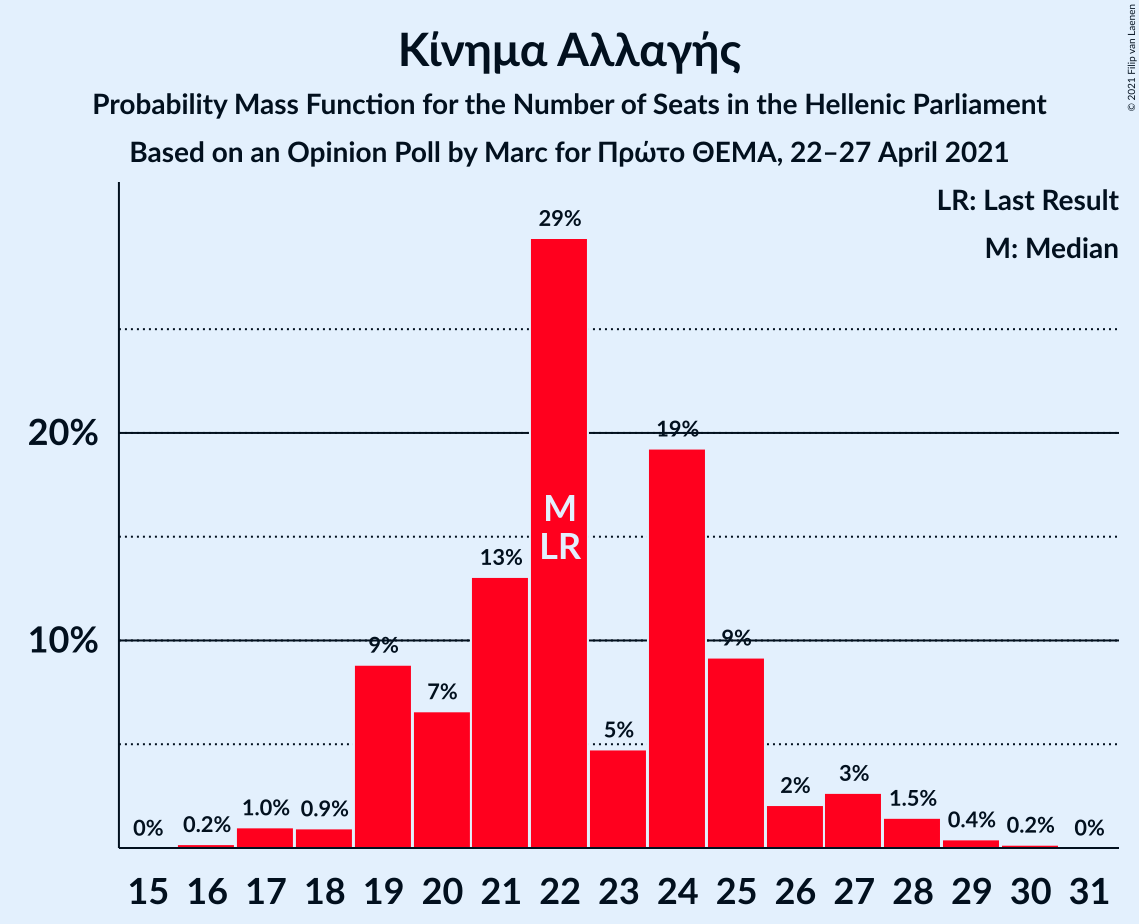 Κίνημα Αλλαγής
Probability Mass Function for the Number of Seats in the Hellenic Parliament
Based on an Opinion Poll by Marc for Πρώτο ΘΕΜΑ, 22–27 April 2021
© 2021 Filip van Laenen
LR: Last Result
M: Median
20%
10%
0%
0.2%
1.0%
0.9%
9%
7%
13%
29%
5%
19%
9%
2%
3%
1.5%
0.4%
0.2%
0%
M
LR
15 16 17 18 19 20 21 22 23 24 25 26 27 28 29 30 31